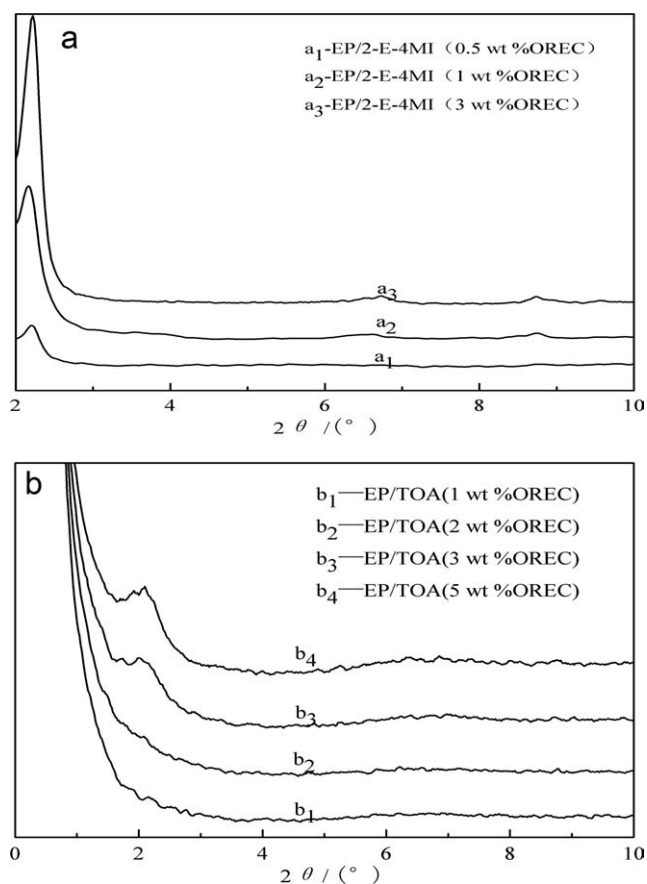 a
a₁-EP/2-E-4MI（0.5 wt %OREC）
a₂-EP/2-E-4MI（1 wt %OREC）
a₃-EP/2-E-4MI（3 wt %OREC）
a₃
a₂
a₁
2 4 6 8 10
2 θ /(°)
b
b₁—EP/TOA(1 wt %OREC)
b₂—EP/TOA(2 wt %OREC)
b₃—EP/TOA(3 wt %OREC)
b₄—EP/TOA(5 wt %OREC)
b₄
b₃
b₂
b₁
0 2 4 6 8 10
2 θ /(°)